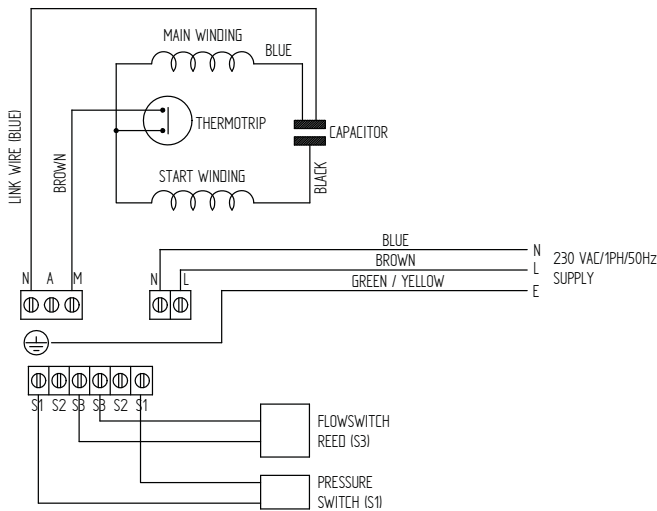 MAIN WINDING
BLUE
LINK WIRE (BLUE)
BROWN
THERMOTRIP
CAPACITOR
START WINDING
BLACK
BLUE
N
BROWN
L
230 VAC/1PH/50Hz
SUPPLY
GREEN / YELLOW
E
N A M
N L
S1 S2 S3 S3 S2 S1
FLOWSWITCH
REED (S3)
PRESSURE
SWITCH (S1)